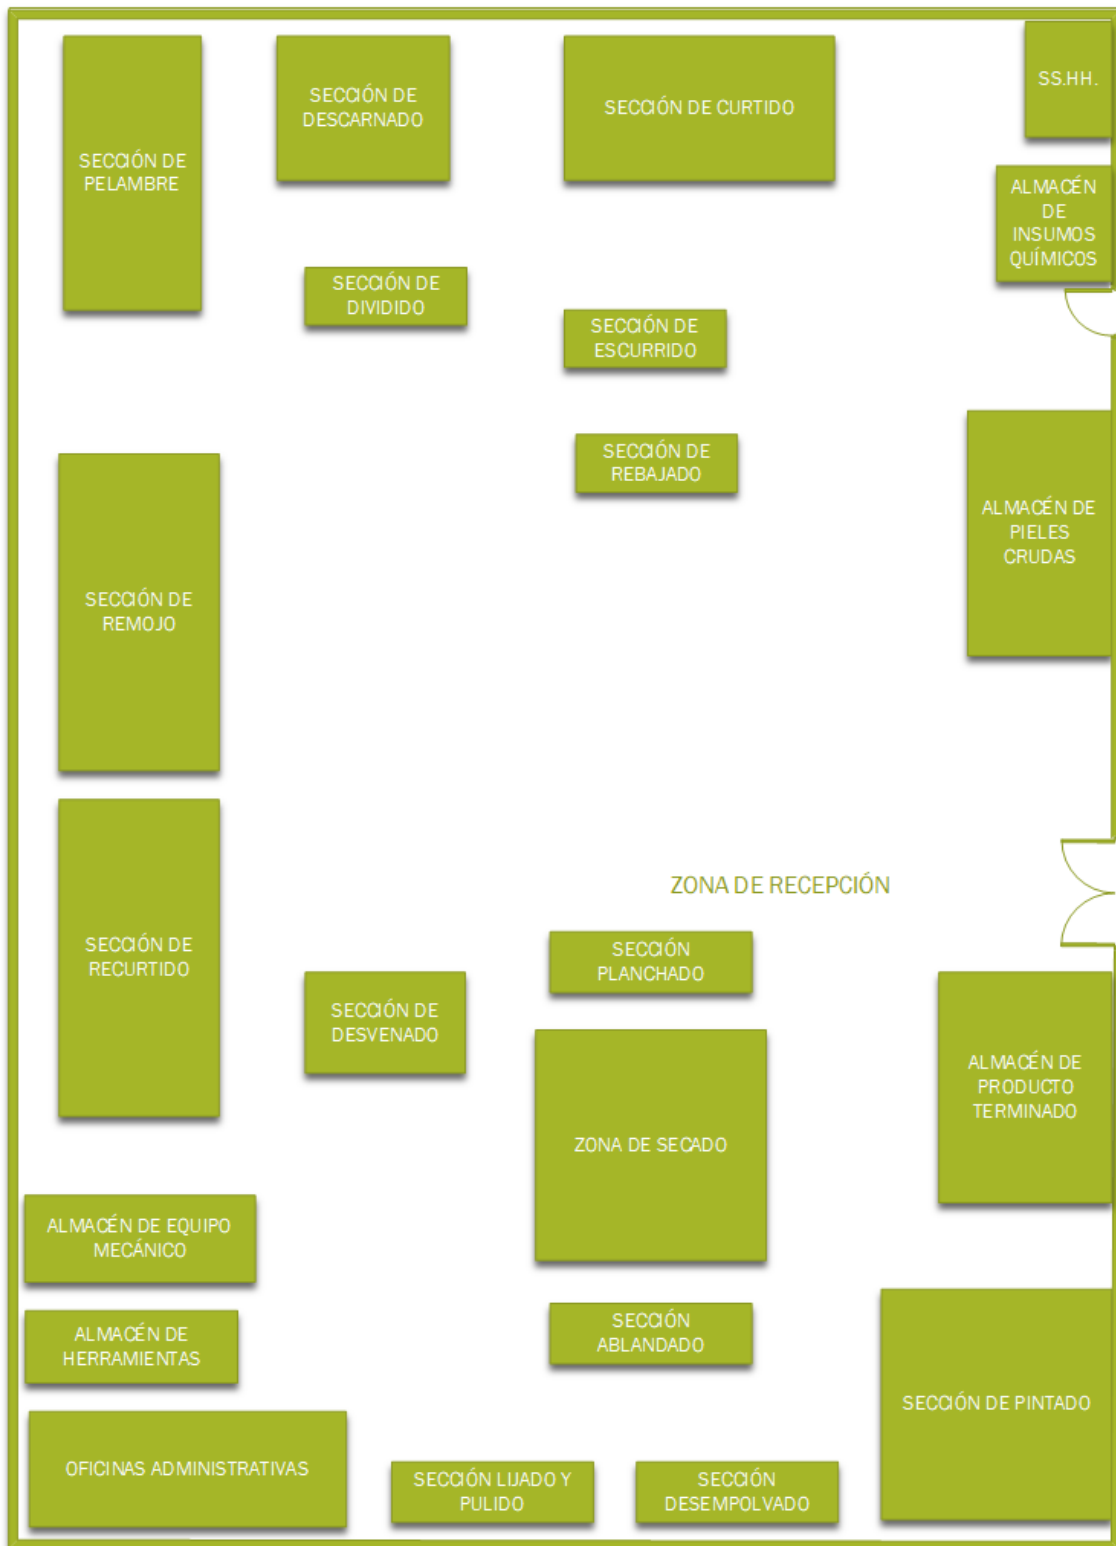 SECCIÓN DE
PELAMBRE
SECCIÓN DE
DESCARNADO
SECCIÓN DE CURTIDO
SS.HH.
ALMACÉN
DE
INSUMOS
QUÍMICOS
SECCIÓN DE
DIVIDIDO
SECCIÓN DE
ESCURRIDO
SECCIÓN DE
REBAJADO
ALMACÉN DE
PIELES
CRUDAS
SECCIÓN DE
REMOJO
ZONA DE RECEPCIÓN
SECCIÓN DE
RECURTIDO
SECCIÓN
PLANCHADO
SECCIÓN DE
DESVENADO
ALMACÉN DE
PRODUCTO
TERMINADO
ZONA DE SECADO
ALMACÉN DE EQUIPO
MECÁNICO
ALMACÉN DE
HERRAMIENTAS
SECCIÓN
ABLANDADO
SECCIÓN DE PINTADO
OFICINAS ADMINISTRATIVAS
SECCIÓN LIJADO Y
PULIDO
SECCIÓN
DESEMPOLVADO